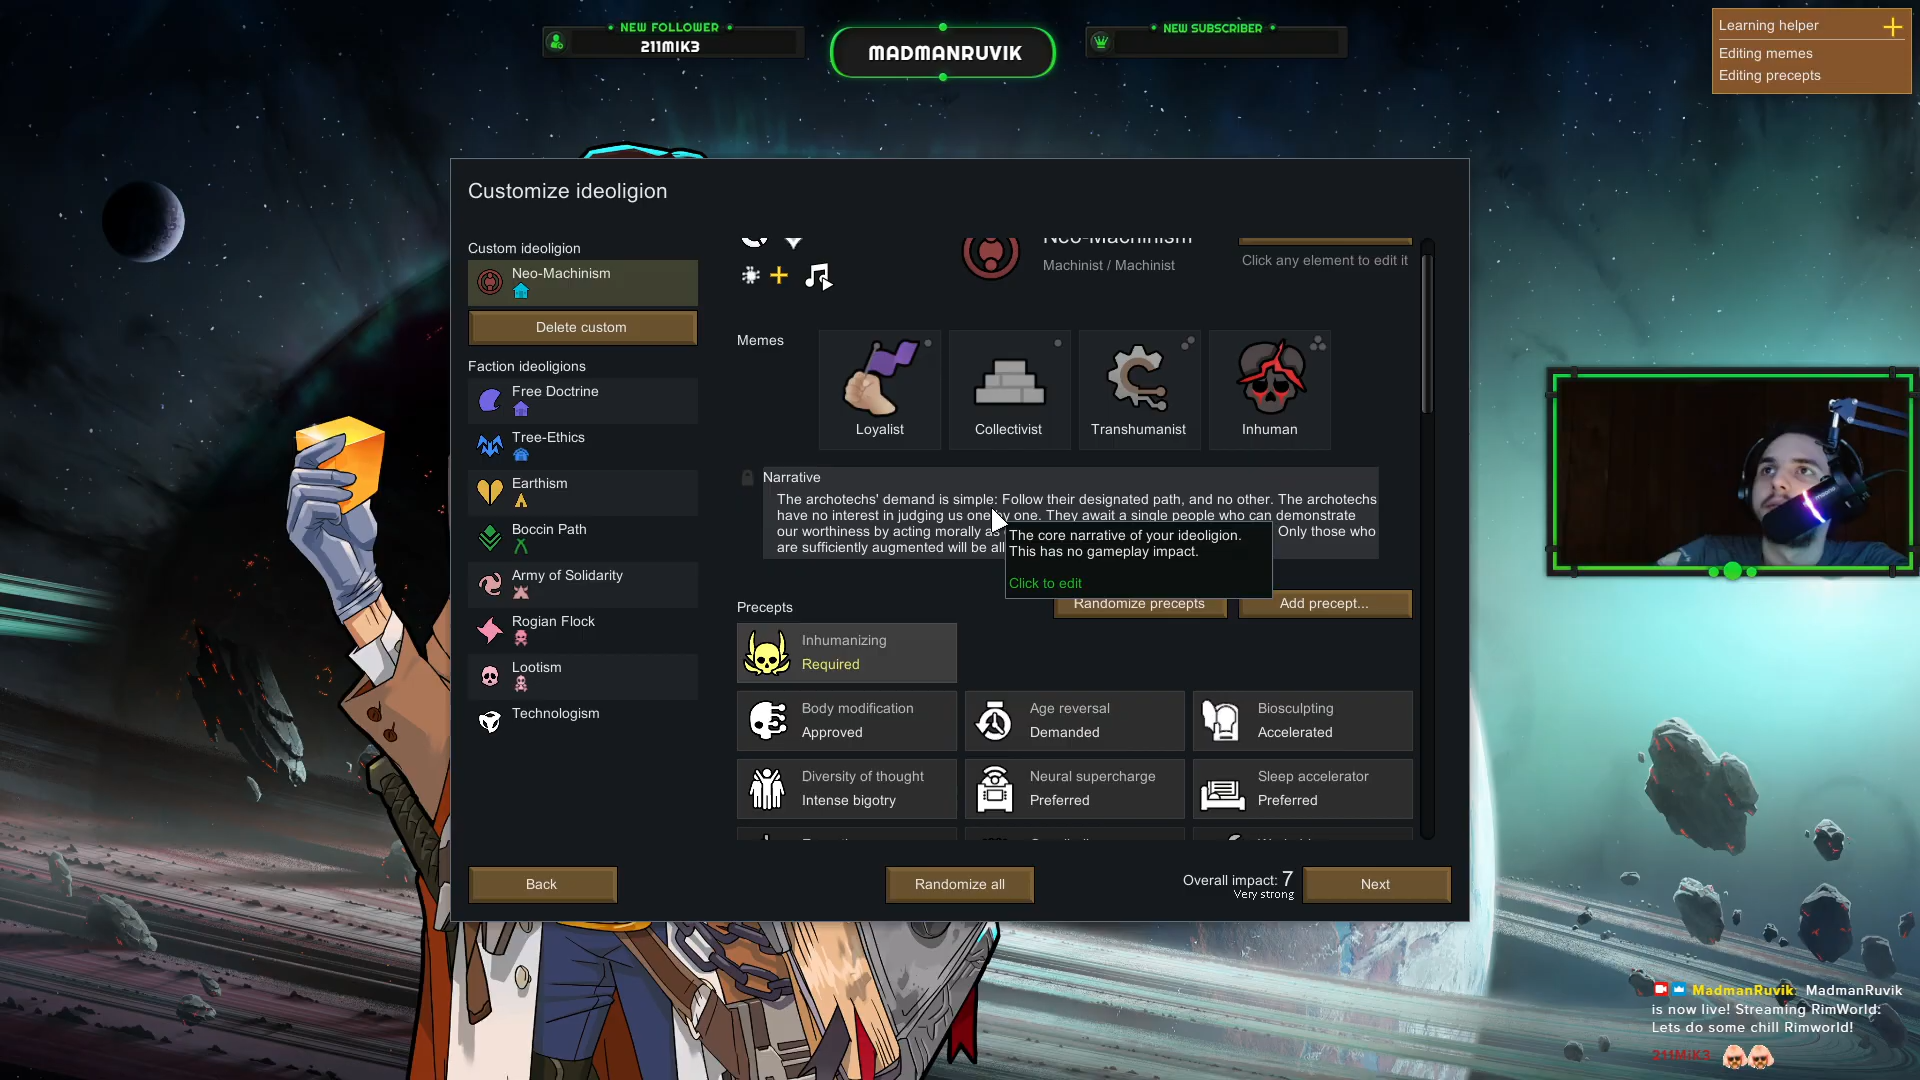 NEW FOLLOWER
211MIK3
MADMANRUVIK
NEW SUBSCRIBER
Learning helper
Editing memes
Editing precepts
Customize ideoligion
Custom ideoligion
Neo-Machinism
Delete custom
Faction ideoligions
Free Doctrine
Tree-Ethics
Earthism
Boccin Path
Army of Solidarity
Rogian Flock
Lootism
Technologism
Neo-Machinism
Machinist / Machinist
Click any element to edit it
Memes
Loyalist
Collectivist
Transhumanist
Inhuman
Narrative
The archotechs' demand is simple: Follow their designated path, and no other. The archotechs
have no interest in judging us one by one. They await a single people who can demonstrate
our worthiness by acting morally as
Only those who
are sufficiently augmented will be all
The core narrative of your ideoligion.
This has no gameplay impact.
Click to edit
Precepts
Randomize precepts
Add precept...
Inhumanizing
Required
Body modification
Approved
Age reversal
Demanded
Biosculpting
Accelerated
Diversity of thought
Intense bigotry
Neural supercharge
Preferred
Sleep accelerator
Preferred
Back
Randomize all
Overall impact: 7
Very strong
Next
MadmanRuvik: MadmanRuvik
is now live! Streaming RimWorld:
Lets do some chill Rimworld!
211MiK3